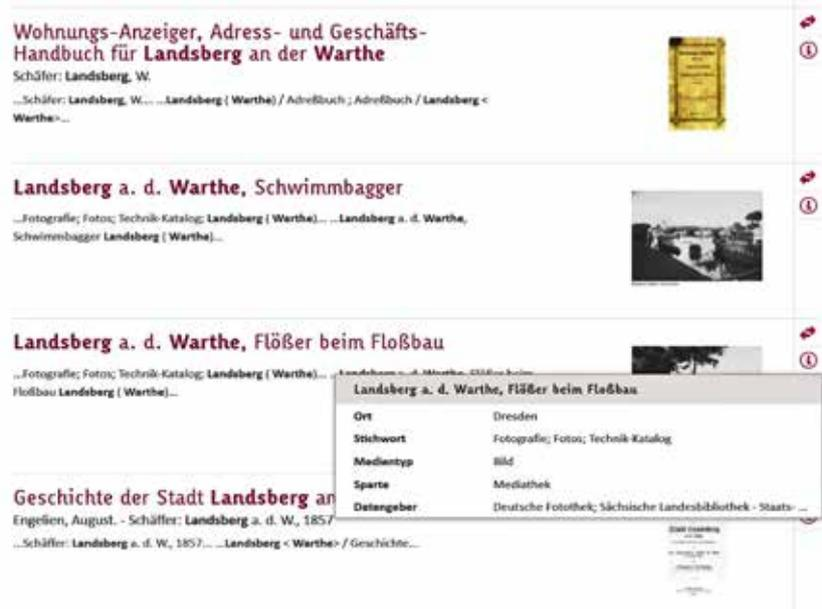 Wohnungs-Anzeiger, Adress- und Geschäfts-
Handbuch für Landsberg an der Warthe
Schäfer: Landsberg, W.
...Schäfer: Landsberg, W.... ...Landsberg ( Warthe) / Adreßbuch ; Adreßbuch / Landsberg <
Warthe>...
Landsberg a. d. Warthe, Schwimmbagger
...Fotografie; Fotos; Technik-Katalog; Landsberg ( Warthe)... ...Landsberg a. d. Warthe,
Schwimmbagger Landsberg ( Warthe)...
Landsberg a. d. Warthe, Flößer beim Floßbau
...Fotografie; Fotos; Technik-Katalog; Landsberg ( Warthe)... ...Landsberg a. d. Warthe, Flößer beim
Floßbau Landsberg ( Warthe)...
Landsberg a. d. Warthe, Flößer beim Floßbau
Ort Dresden
Stichwort Fotografie; Fotos; Technik-Katalog
Medientyp Bild
Sparte Mediathek
Datengeber Deutsche Fotothek; Sächsische Landesbibliothek - Staats- ...
Geschichte der Stadt Landsberg an
Engelien, August. - Schäffer: Landsberg a. d. W., 1857
...Schäffer: Landsberg a. d. W., 1857... ...Landsberg < Warthe> / Geschichte...